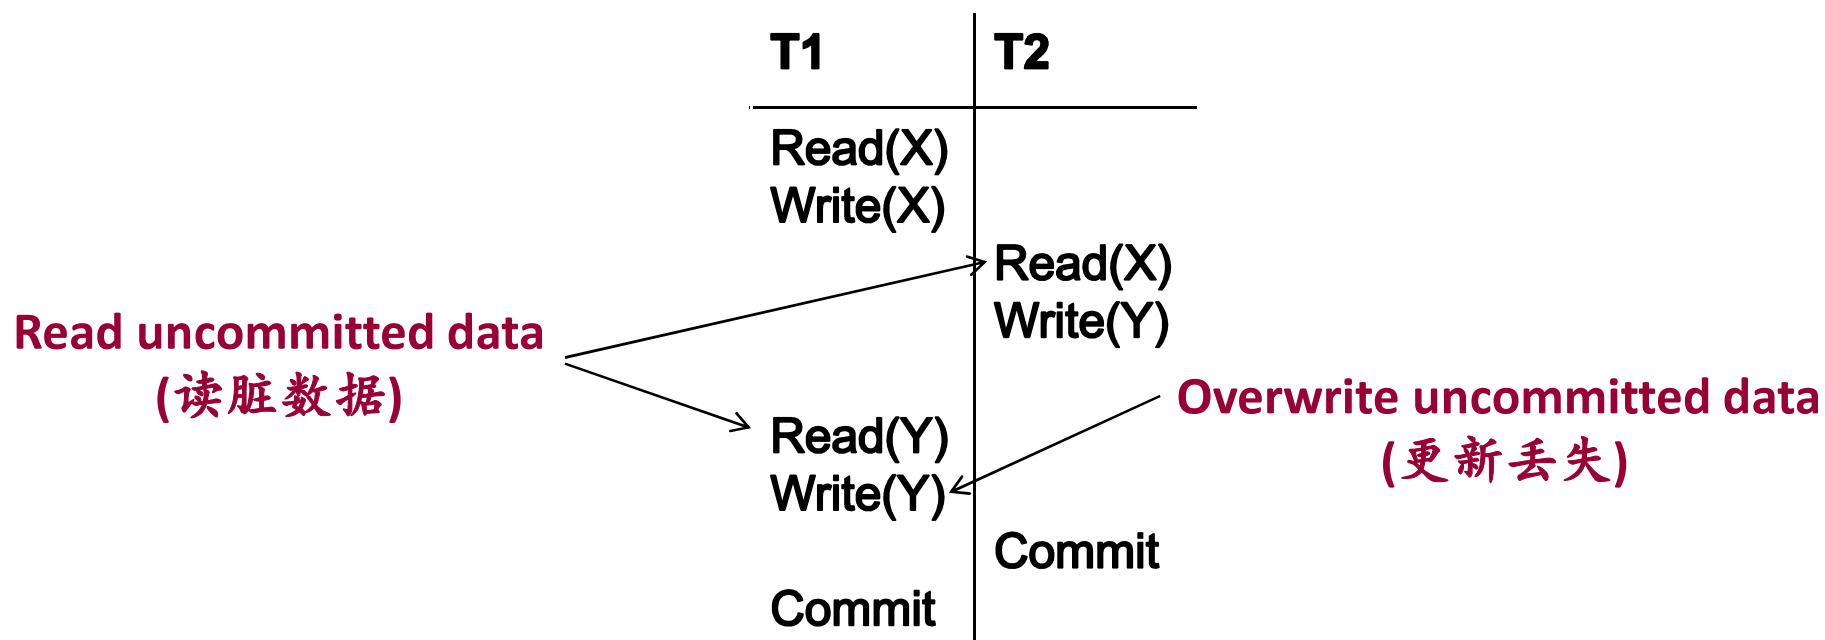 T1 T2
Read(X)
Write(X)
Read(X)
Write(Y)
Read uncommitted data
(读脏数据)
Overwrite uncommitted data
(更新丢失)
Read(Y)
Write(Y)
Commit
Commit